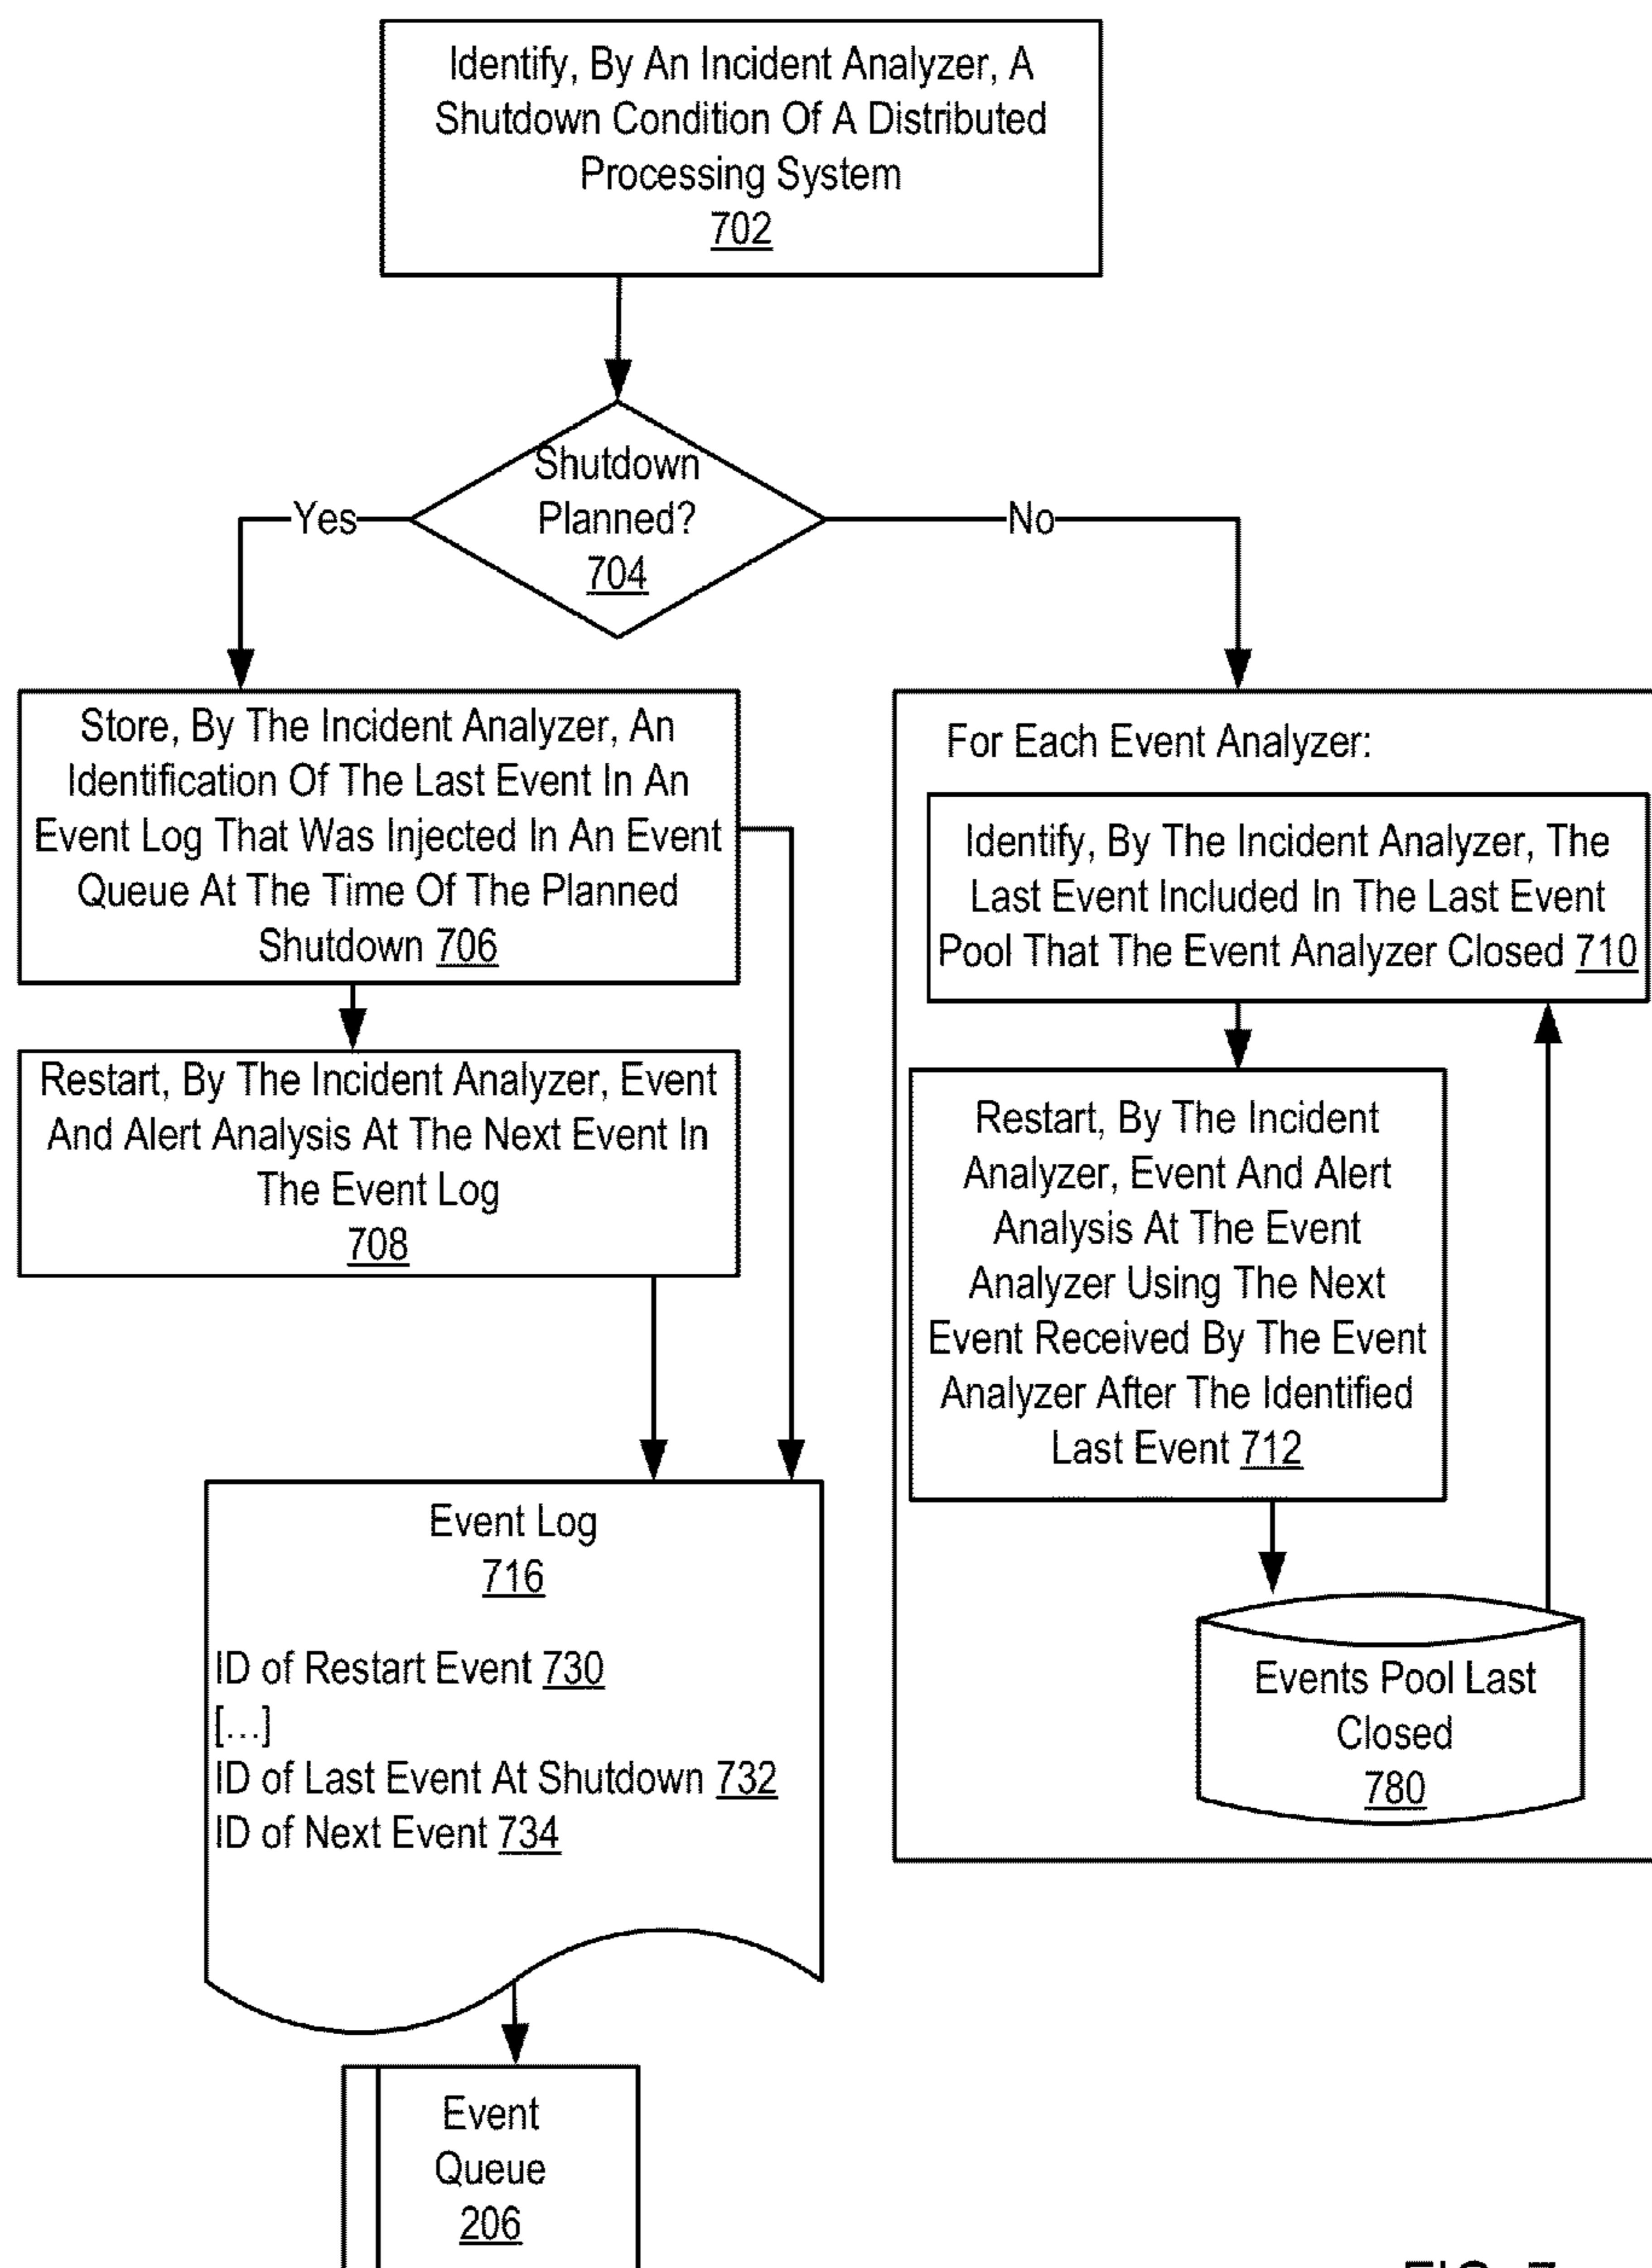 Identify, By An Incident Analyzer, A
Shutdown Condition Of A Distributed
Processing System
702
Shutdown
Planned?
704
Yes
No
Store, By The Incident Analyzer, An
Identification Of The Last Event In An
Event Log That Was Injected In An Event
Queue At The Time Of The Planned
Shutdown 706
Restart, By The Incident Analyzer, Event
And Alert Analysis At The Next Event In
The Event Log
708
For Each Event Analyzer:
Identify, By The Incident Analyzer, The
Last Event Included In The Last Event
Pool That The Event Analyzer Closed 710
Restart, By The Incident
Analyzer, Event And Alert
Analysis At The Event
Analyzer Using The Next
Event Received By The Event
Analyzer After The Identified
Last Event 712
Event Log
716
ID of Restart Event 730
[...]
ID of Last Event At Shutdown 732
ID of Next Event 734
Events Pool Last
Closed
780
Event
Queue
206